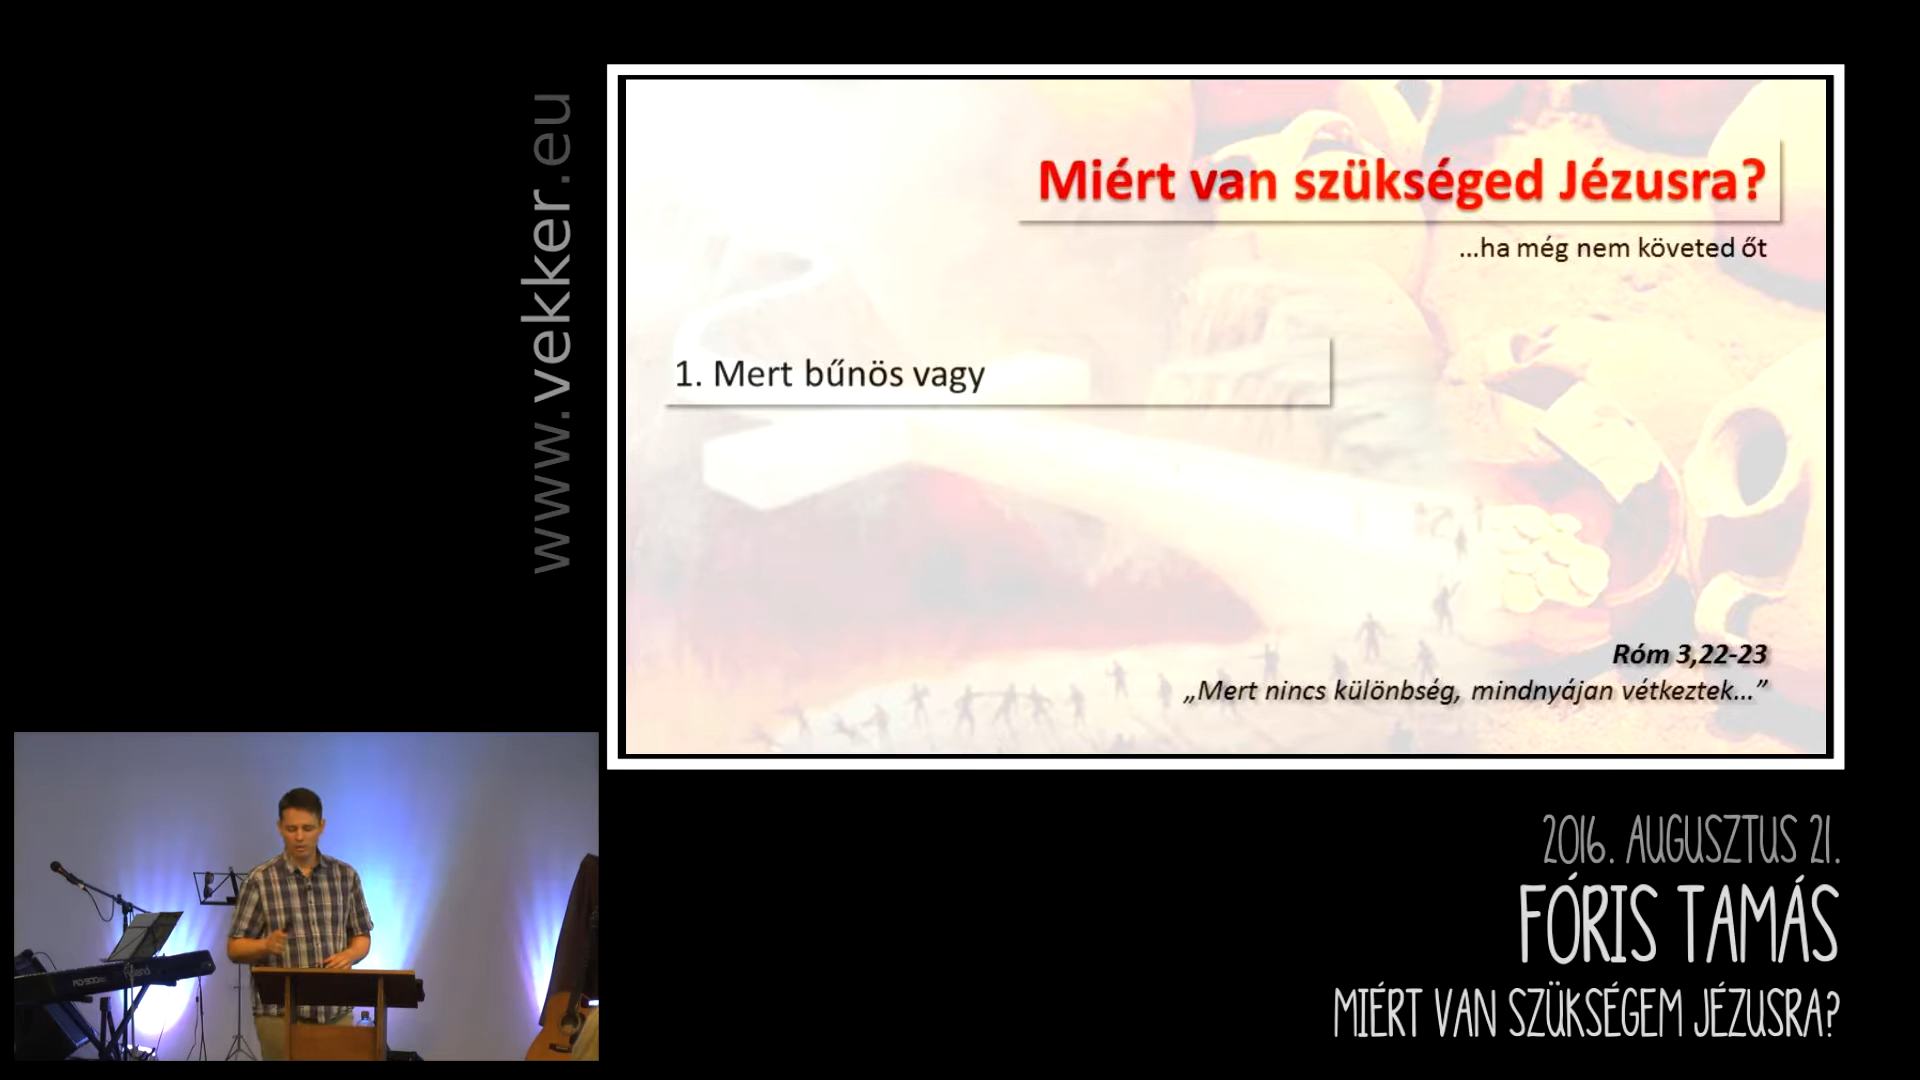 www.vekker.eu
Miért van szükséged Jézusra?
...ha még nem követed őt
1. Mert bűnös vagy
Róm 3,22-23
„Mert nincs különbség, mindnyájan vétkeztek...”
2016. AUGUSZTUS 21.
FÓRIS TAMÁS
MIÉRT VAN SZÜKSÉGEM JÉZUSRA?